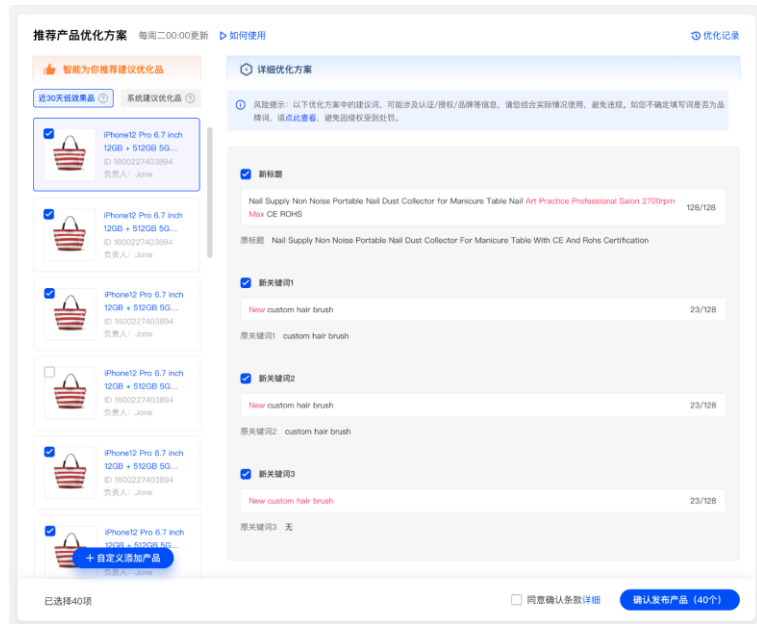 推荐产品优化方案 每周二00:00更新 如何使用 优化记录
智能为你推荐建议优化品
近30天低效果品 系统建议优化品
iPhone12 Pro 6.7 inch
12GB + 512GB 5G...
ID 1600227403894
负责人：Jone
iPhone12 Pro 6.7 inch
12GB + 512GB 5G...
ID 1600227403894
负责人：Jone
iPhone12 Pro 6.7 inch
12GB + 512GB 5G...
ID 1600227403894
负责人：Jone
iPhone12 Pro 6.7 inch
12GB + 512GB 5G...
ID 1600227403894
负责人：Jone
iPhone12 Pro 6.7 inch
12GB + 512GB 5G...
ID 1600227403894
负责人：Jone
iPhone12 Pro 6.7 inch
12GB + 512GB 5G...
+ 自定义添加产品
负责人：Jone
详细优化方案
风险提示：以下优化方案中的建议词，可能涉及认证/授权/品牌等信息，请您结合实际情况使用，避免违规。如您不确定填写词是否为品
牌词，请点此查看，避免因侵权受到处罚。
新标题
Nail Supply Non Noise Portable Nail Dust Collector for Manicure Table Nail Art Practice Professional Salon 2700rpm
Max CE ROHS 128/128
原标题 Nail Supply Non Noise Portable Nail Dust Collector For Manicure Table With CE And Rohs Certification
新关键词1
New custom hair brush 23/128
原关键词1 custom hair brush
新关键词2
New custom hair brush 23/128
原关键词2 custom hair brush
新关键词3
New custom hair brush 23/128
原关键词3 无
已选择40项 同意确认条款详细 确认发布产品（40个）